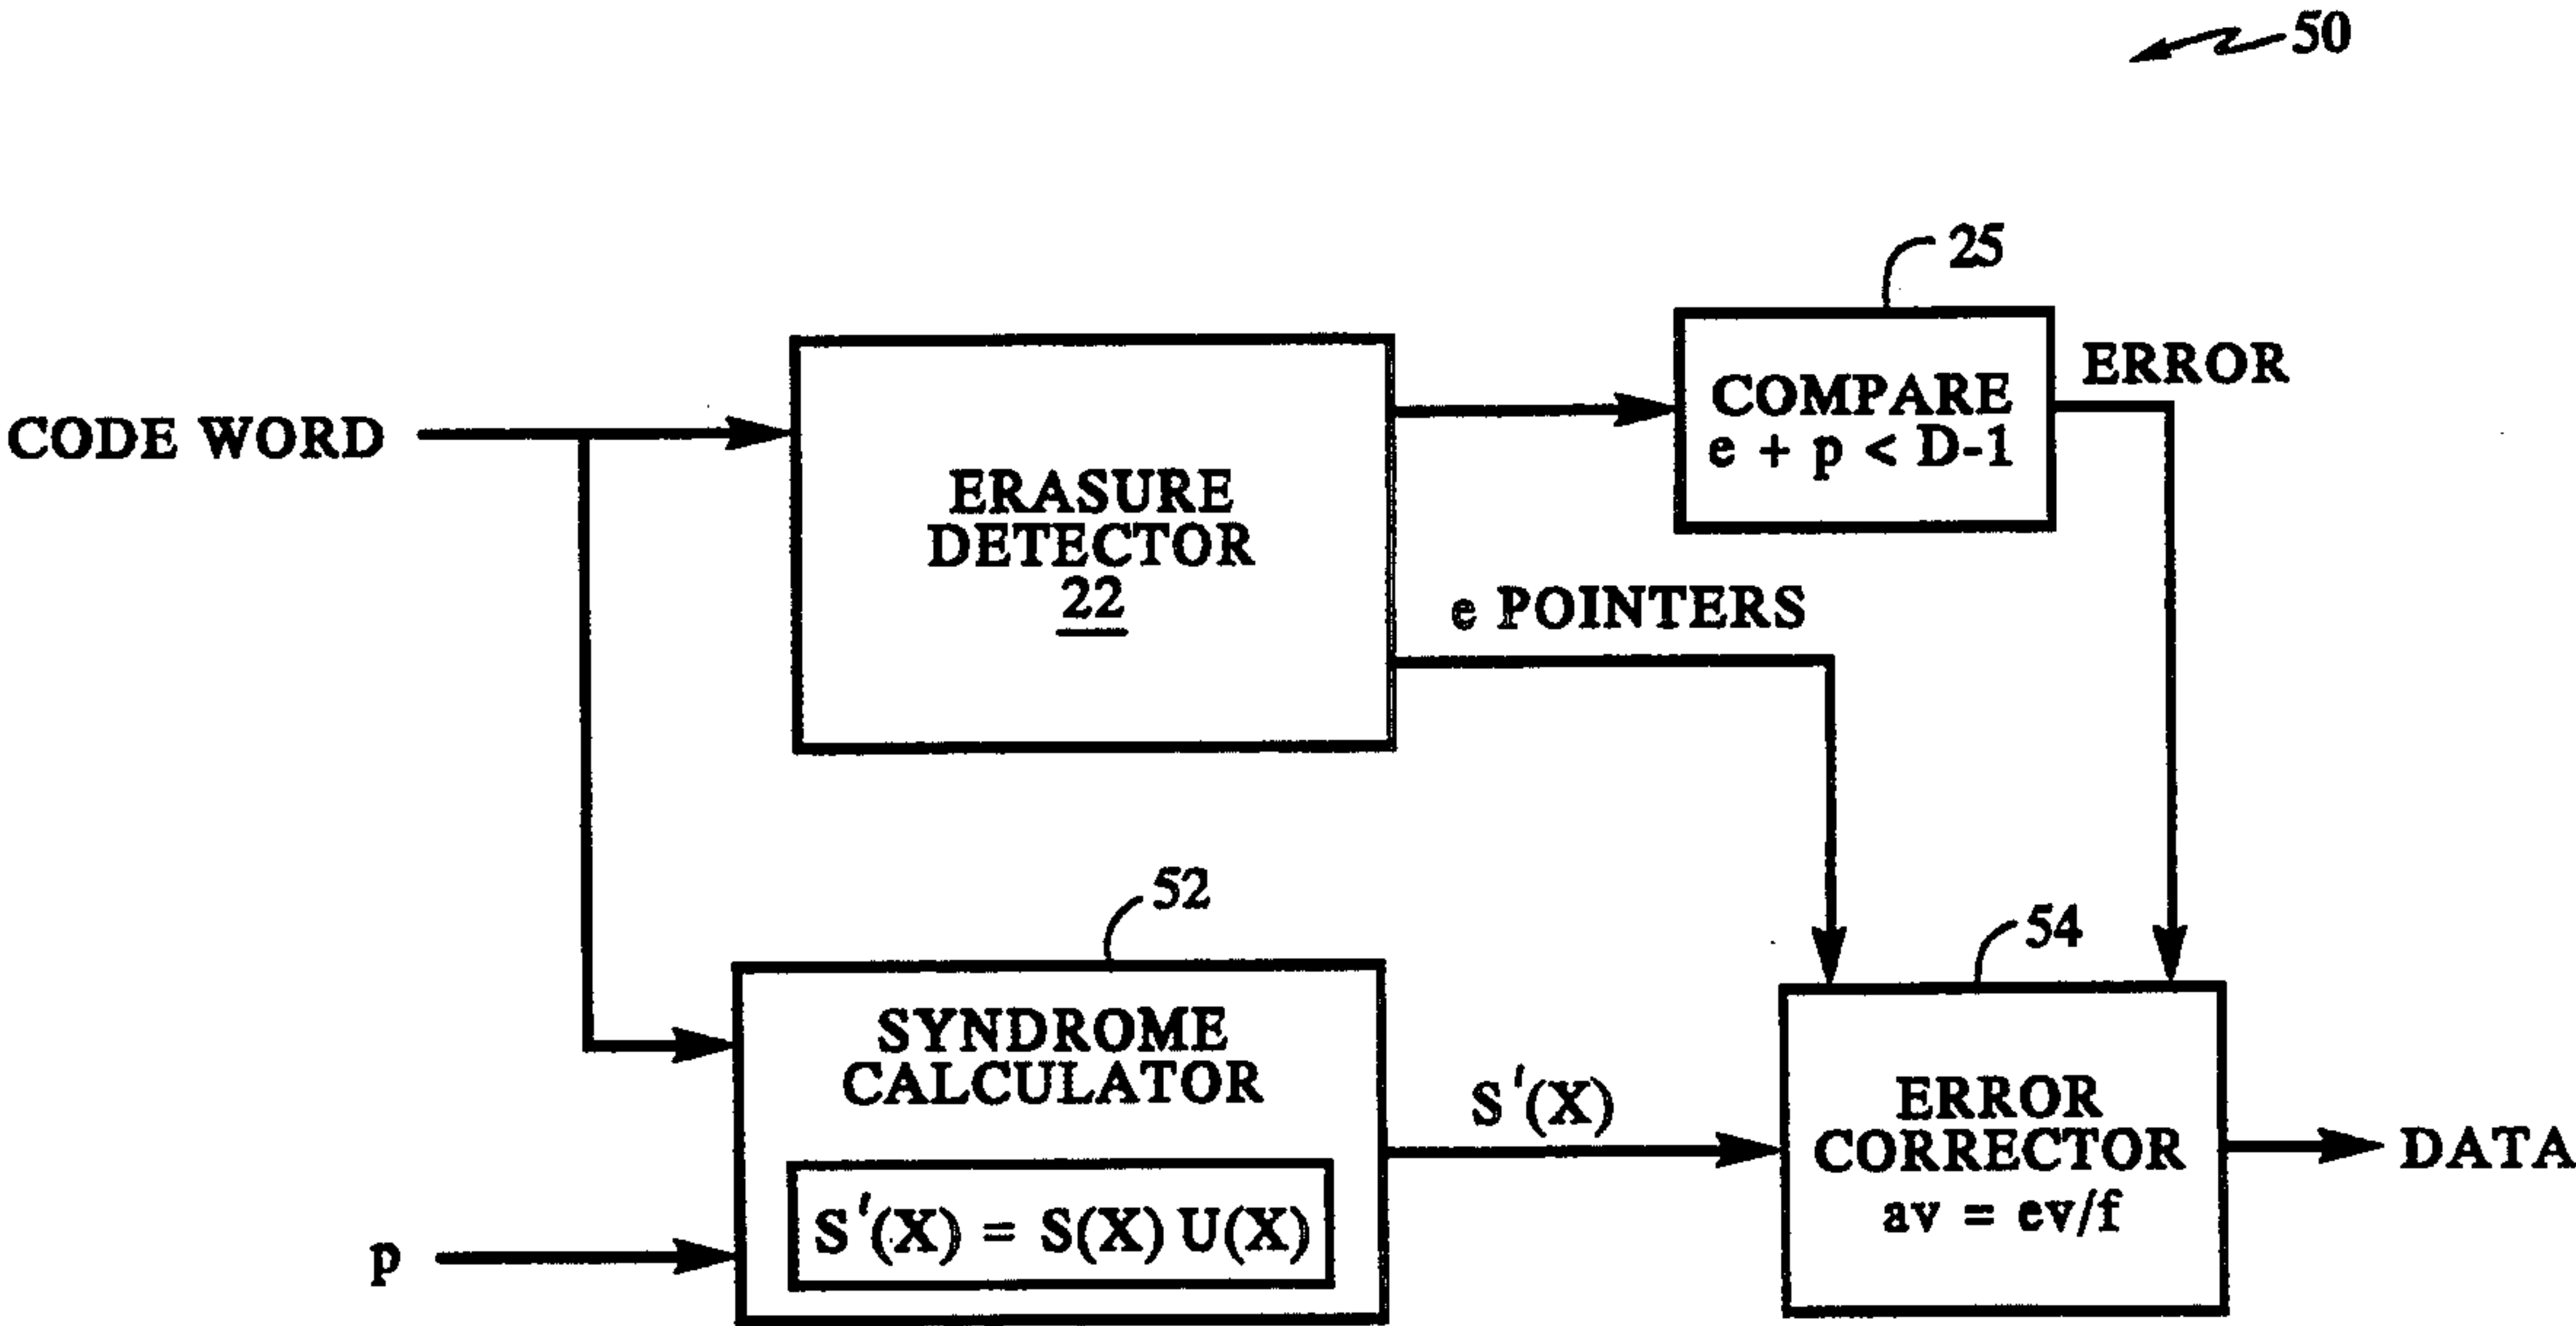 50
25
COMPARE
e + p < D-1
ERROR
CODE WORD
ERASURE
DETECTOR
22
e POINTERS
52
54
SYNDROME
CALCULATOR
S'(X) = S(X) U(X)
p
S'(X)
ERROR
CORRECTOR
av = ev/f
DATA